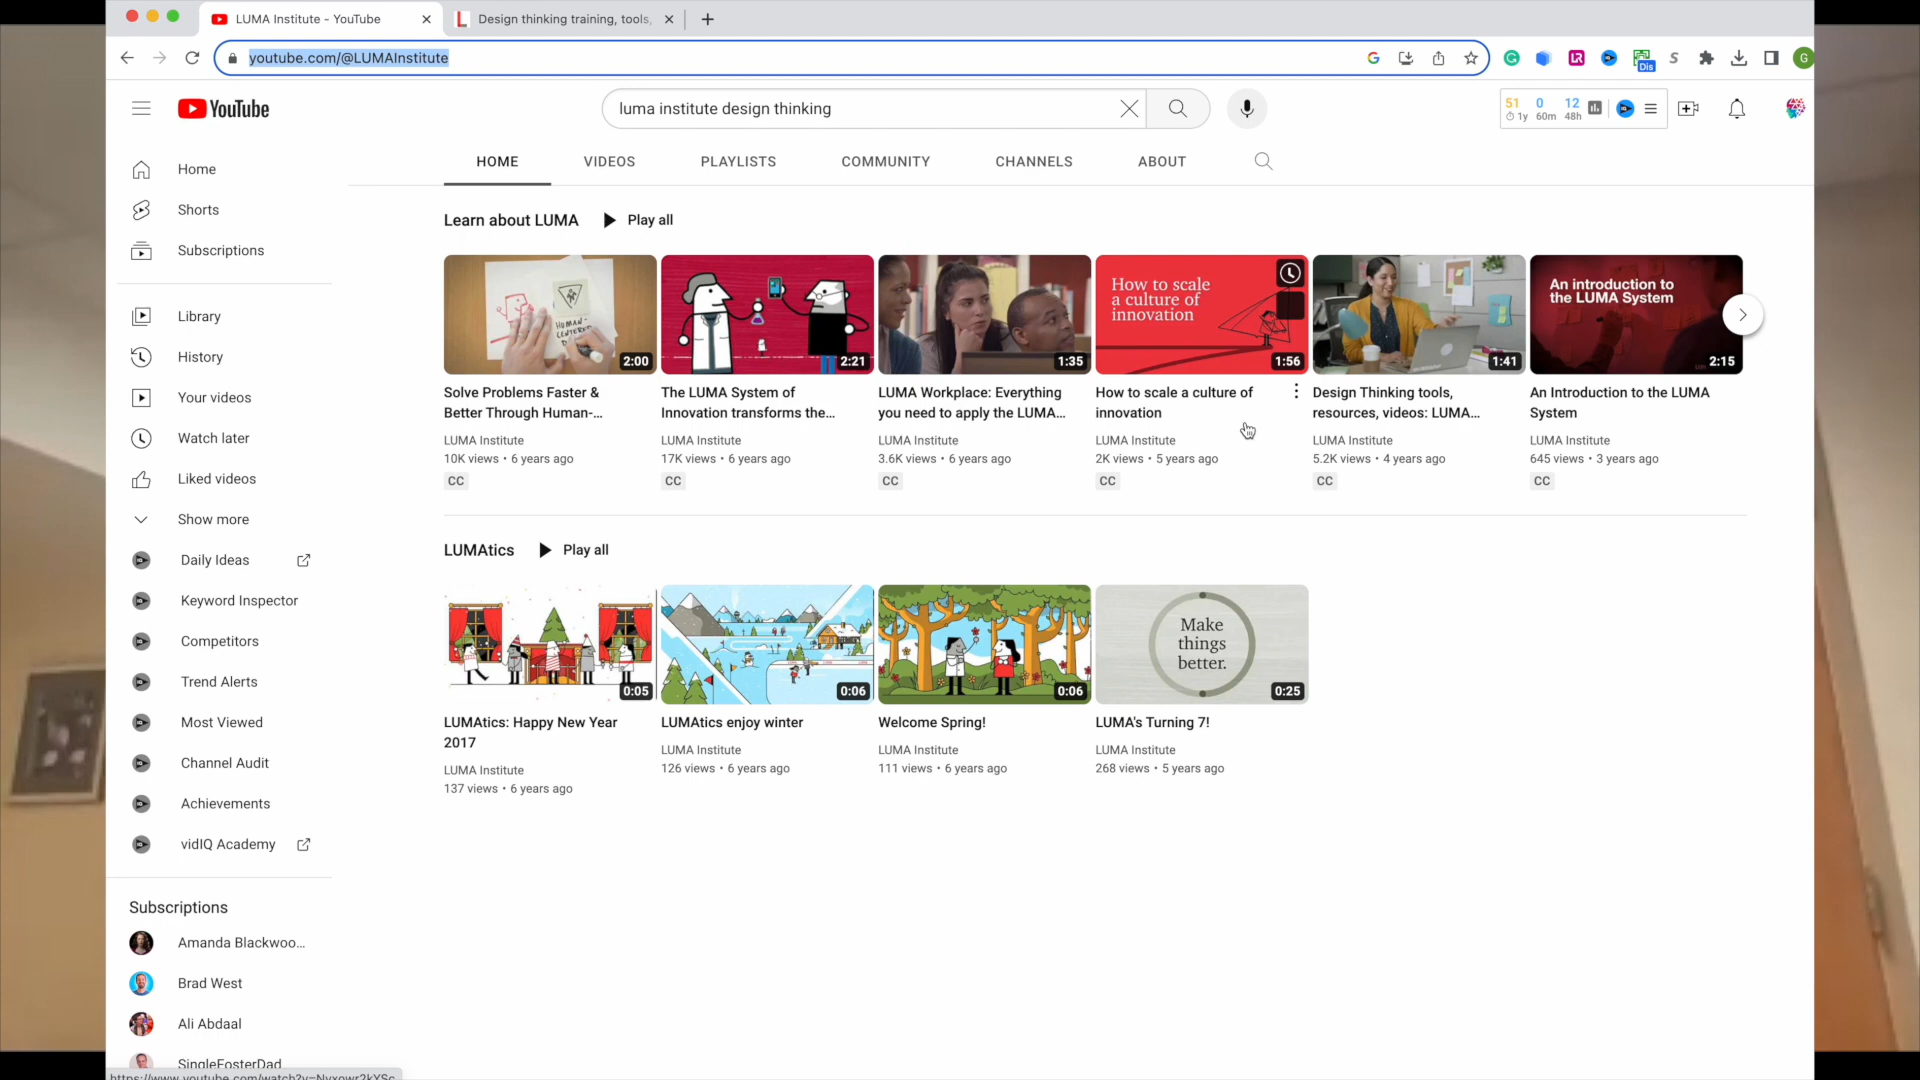 LUMA Institute - YouTube
Design thinking training, tools,
youtube.com/@LUMAInstitute
Dis
G
YouTube
luma institute design thinking
51 0 12
1y 60m 48h
HOME VIDEOS PLAYLISTS COMMUNITY CHANNELS ABOUT
Home
Shorts
Subscriptions
Library
History
Your videos
Watch later
Liked videos
Show more
Daily Ideas
Keyword Inspector
Competitors
Trend Alerts
Most Viewed
Channel Audit
Achievements
vidIQ Academy
Subscriptions
Amanda Blackwoo...
Brad West
Ali Abdaal
SingleFosterDad
Learn about LUMA Play all
HUMAN-
CENTERED
2:00
Solve Problems Faster &
Better Through Human-...
LUMA Institute
10K views • 6 years ago
CC
2:21
The LUMA System of
Innovation transforms the...
LUMA Institute
17K views • 6 years ago
CC
1:35
LUMA Workplace: Everything
you need to apply the LUMA...
LUMA Institute
3.6K views • 6 years ago
CC
How to scale
a culture of
innovation
1:56
How to scale a culture of
innovation
LUMA Institute
2K views • 5 years ago
CC
1:41
Design Thinking tools,
resources, videos: LUMA...
LUMA Institute
5.2K views • 4 years ago
CC
An introduction to
the LUMA System
2:15
An Introduction to the LUMA
System
LUMA Institute
645 views • 3 years ago
CC
LUMAtics Play all
0:05
LUMAtics: Happy New Year
2017
LUMA Institute
137 views • 6 years ago
0:06
LUMAtics enjoy winter
LUMA Institute
126 views • 6 years ago
0:06
Welcome Spring!
LUMA Institute
111 views • 6 years ago
Make
things
better.
0:25
LUMA's Turning 7!
LUMA Institute
268 views • 5 years ago